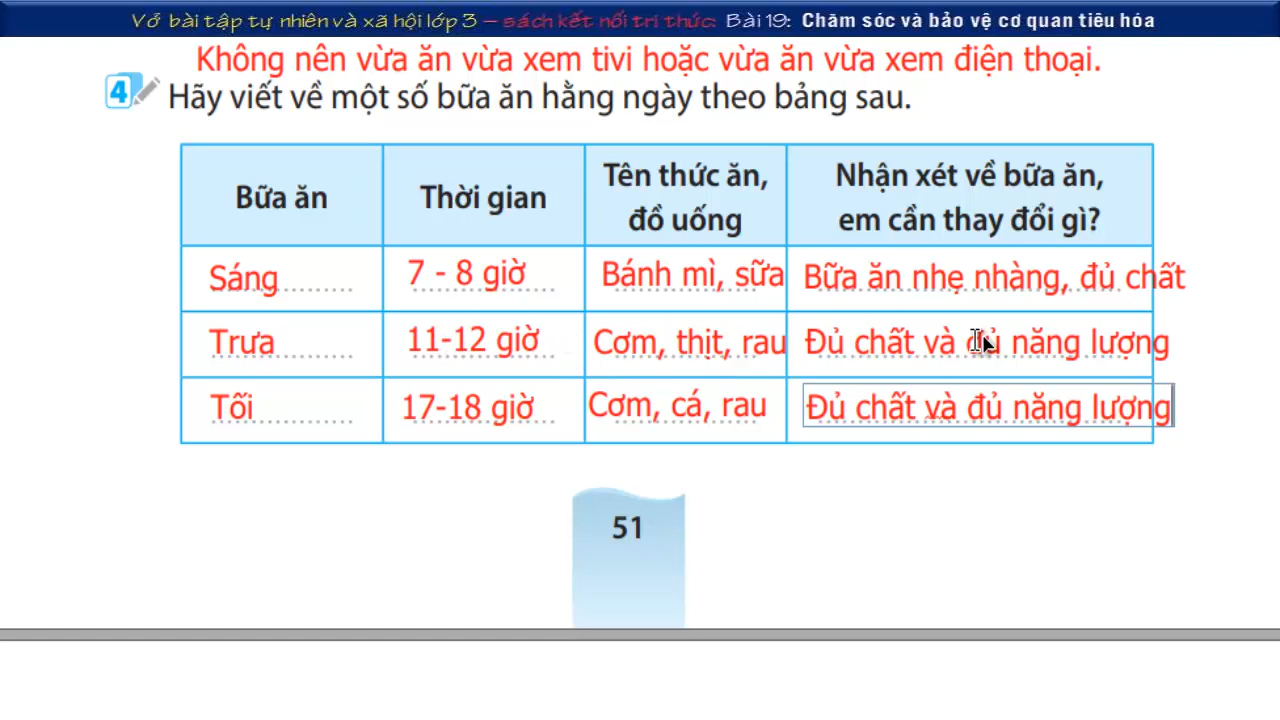 Vở bài tập tự nhiên và xã hội lớp 3 – sách kết nối tri thức: Bài 19: Chăm sóc và bảo vệ cơ quan tiêu hóa
Không nên vừa ăn vừa xem tivi hoặc vừa ăn vừa xem điện thoại.
4 Hãy viết về một số bữa ăn hằng ngày theo bảng sau.
Bữa ăn Thời gian Tên thức ăn, đồ uống Nhận xét về bữa ăn, em cần thay đổi gì?
Sáng 7 - 8 giờ Bánh mì, sữa Bữa ăn nhẹ nhàng, đủ chất
Trưa 11-12 giờ Cơm, thịt, rau Đủ chất và đủ năng lượng
Tối 17-18 giờ Cơm, cá, rau Đủ chất và đủ năng lượng
51